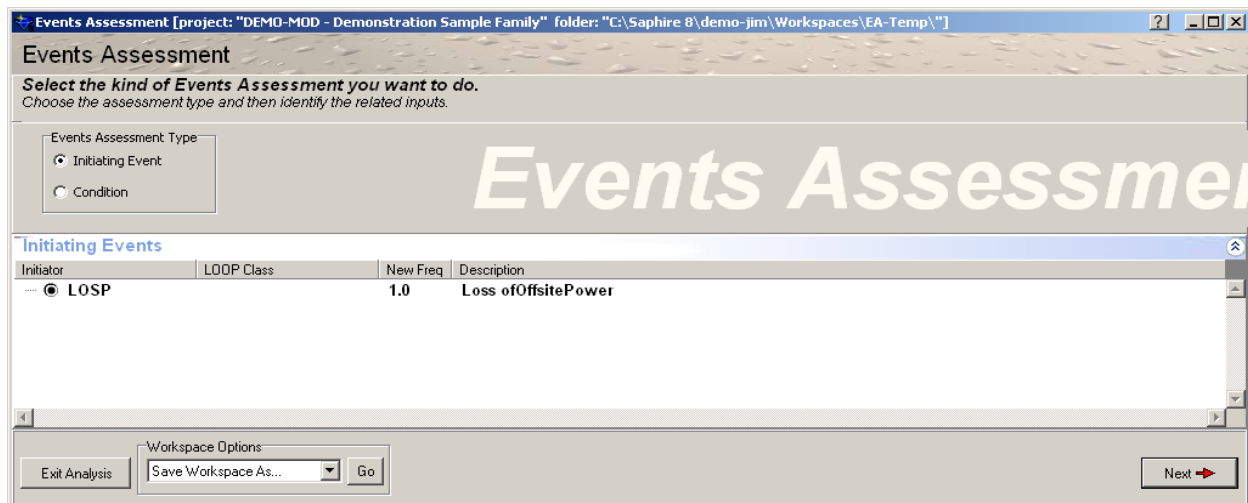 Events Assessment [project: "DEMO-MOD - Demonstration Sample Family" folder: "C:\Saphire 8\demo-jim\Workspaces\EA-Temp\"]
?
Events Assessment
Select the kind of Events Assessment you want to do.
Choose the assessment type and then identify the related inputs.
Events Assessment Type
Initiating Event
Condition
Events Assessmer
Initiating Events
Initiator LOOP Class New Freq Description
LOSP 1.0 Loss ofOffsitePower
Workspace Options
Exit Analysis Save Workspace As... Go Next